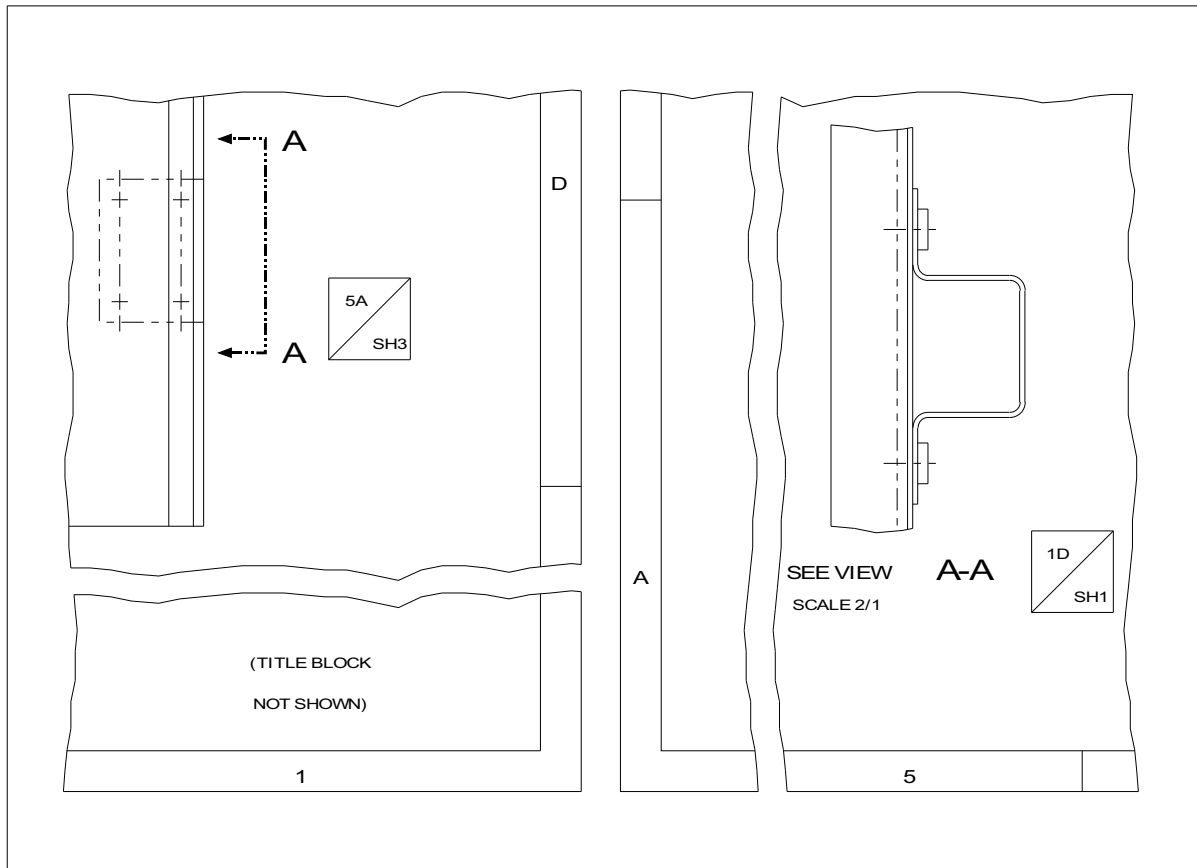 A
D
5A
SH3
A
(TITLE BLOCK
NOT SHOWN)
1
A
SEE VIEW A-A
SCALE 2/1
1D
SH1
5